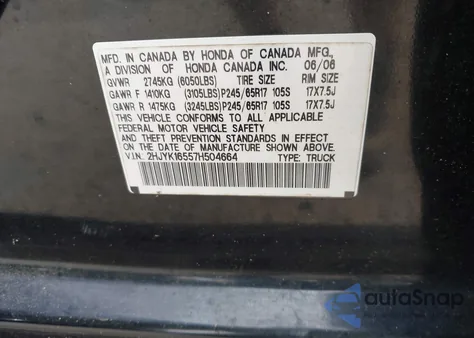 MFD. IN CANADA BY HONDA OF CANADA MFG.,
A DIVISION OF HONDA CANADA INC. 06/06
GVWR 2745KG (6050LBS) TIRE SIZE RIM SIZE
GAWR F 1410KG (3105LBS) P245/65R17 105S 17X7.5J
GAWR R 1475KG (3245LBS) P245/65R17 105S 17X7.5J
THIS VEHICLE CONFORMS TO ALL APPLICABLE
FEDERAL MOTOR VEHICLE SAFETY AND
THEFT PREVENTION STANDARDS IN EFFECT ON
THE DATE OF MANUFACTURE SHOWN ABOVE.
V.I.N. 2HJYK16557H504664 TYPE: TRUCK
autoSnap